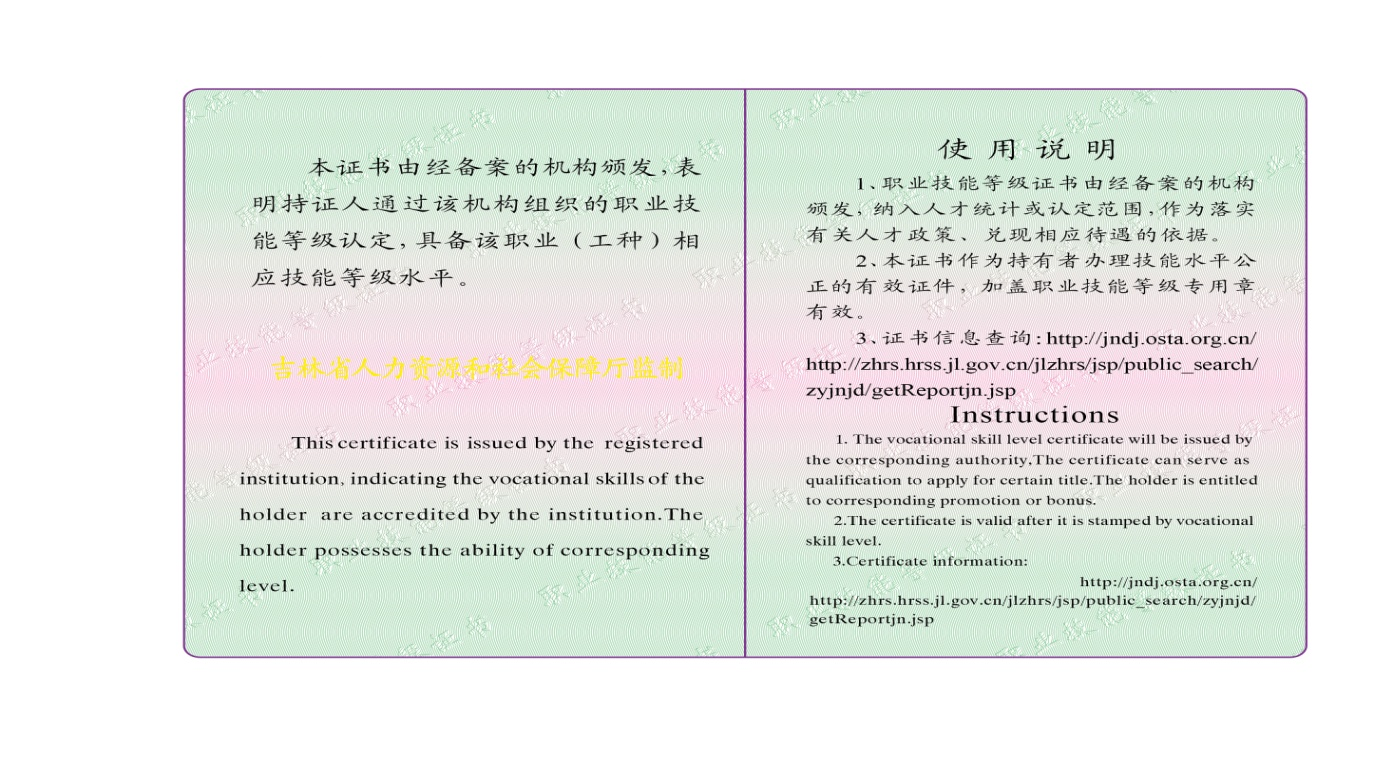 本证书由经备案的机构颁发,表
明持证人通过该机构组织的职业技
能等级认定,具备该职业（工种）相
应技能等级水平。
吉林省人力资源和社会保障厅监制
This certificate is issued by the registered
institution, indicating the vocational skills of the
holder are accredited by the institution.The
holder possesses the ability of corresponding
level.
使用说明
1、职业技能等级证书由经备案的机构
颁发,纳入人才统计或认定范围,作为落实
有关人才政策、兑现相应待遇的依据。
2、本证书作为持有者办理技能水平公
正的有效证件，加盖职业技能等级专用章
有效。
3、证书信息查询:http://jndj.osta.org.cn/
http://zhrs.hrss.jl.gov.cn/jlzhrs/jsp/public_search/
zyjnjd/getReportjn.jsp
Instructions
1. The vocational skill level certificate will be issued by
the corresponding authority,The certificate can serve as
qualification to apply for certain title.The holder is entitled
to corresponding promotion or bonus.
2.The certificate is valid after it is stamped by vocational
skill level.
3.Certificate information:
http://jndj.osta.org.cn/
http://zhrs.hrss.jl.gov.cn/jlzhrs/jsp/public_search/zyjnjd/
getReportjn.jsp